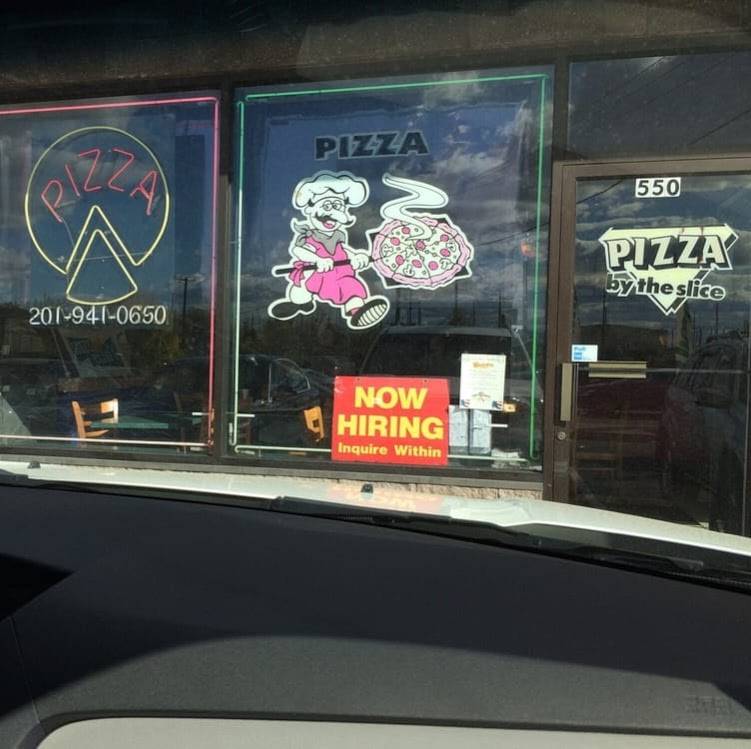 PIZZA
201-941-0650
PIZZA
NOW
HIRING
Inquire Within
550
PIZZA
by the slice